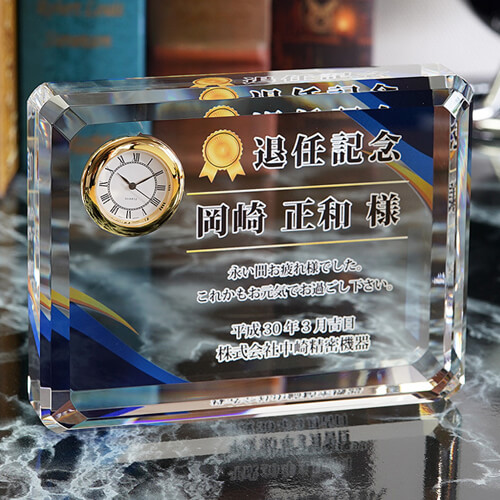 退任記念
岡崎 正和 様
永い間お疲れ様でした。
これかもお元気でお過ごし下さい。
平成30年3月吉日
株式会社中崎精密機器